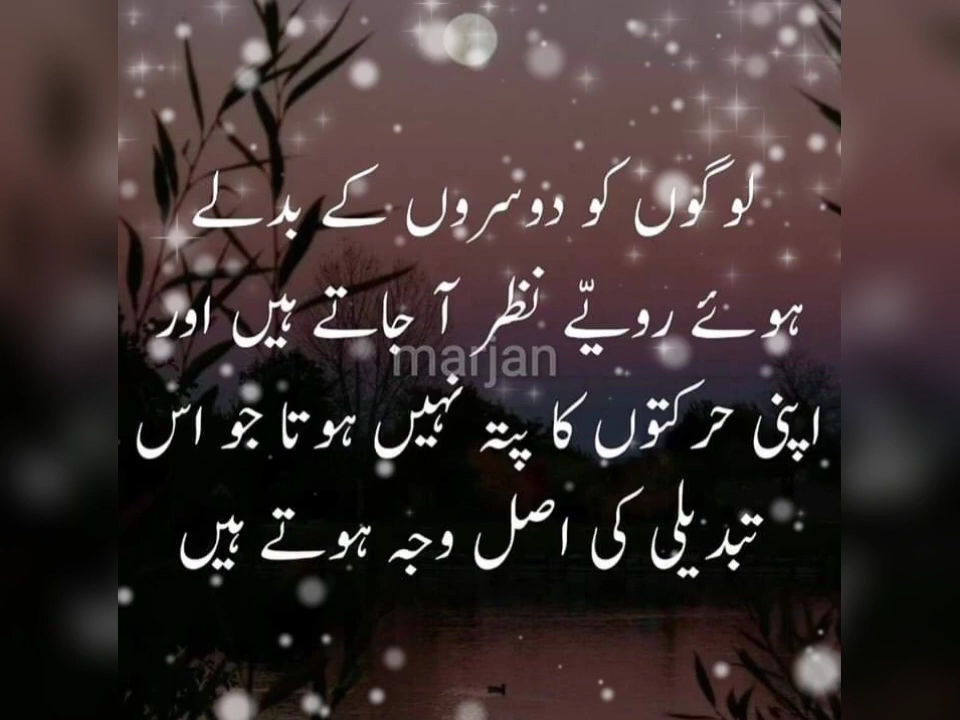 لوگوں کو دوسروں کے بدلے
ہوئے رویّے نظر آ جاتے ہیں اور
marjan
اپنی حرکتوں کا پتہ نہیں ہوتا جو اس
تبدیلی کی اصل وجہ ہوتے ہیں